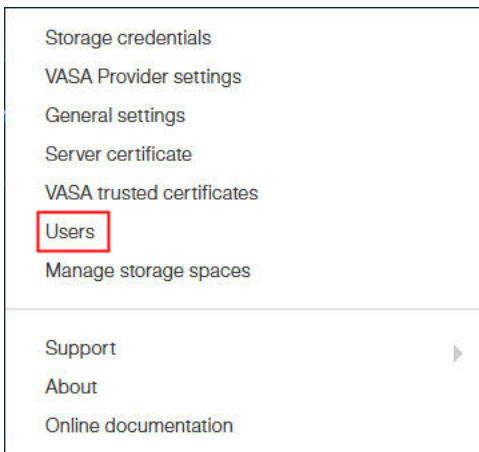 Storage credentials
VASA Provider settings
General settings
Server certificate
VASA trusted certificates
Users
Manage storage spaces
Support
About
Online documentation